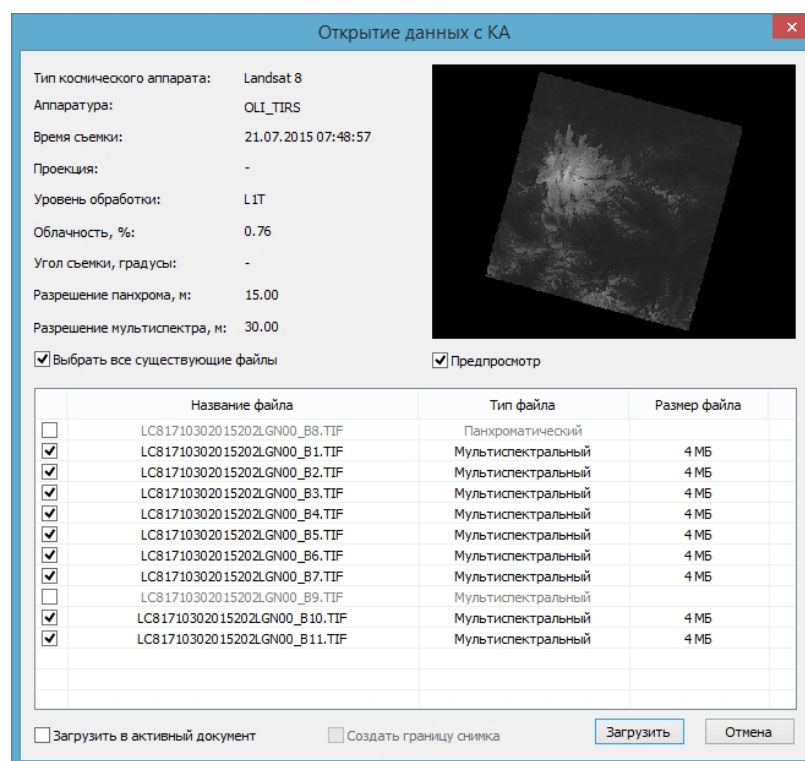 Открытие данных с КА
Тип космического аппарата: Landsat 8
Аппаратура: OLI_TIRS
Время съемки: 21.07.2015 07:48:57
Проекция: -
Уровень обработки: L1T
Облачность, %: 0.76
Угол съемки, градусы: -
Разрешение панхрома, м: 15.00
Разрешение мультиспектра, м: 30.00
Выбрать все существующие файлы
Предпросмотр
Название файла Тип файла Размер файла
LC81710302015202LGN00_B8.TIF Панхроматический
LC81710302015202LGN00_B1.TIF Мультиспектральный 4 МБ
LC81710302015202LGN00_B2.TIF Мультиспектральный 4 МБ
LC81710302015202LGN00_B3.TIF Мультиспектральный 4 МБ
LC81710302015202LGN00_B4.TIF Мультиспектральный 4 МБ
LC81710302015202LGN00_B5.TIF Мультиспектральный 4 МБ
LC81710302015202LGN00_B6.TIF Мультиспектральный 4 МБ
LC81710302015202LGN00_B7.TIF Мультиспектральный 4 МБ
LC81710302015202LGN00_B9.TIF Мультиспектральный
LC81710302015202LGN00_B10.TIF Мультиспектральный 4 МБ
LC81710302015202LGN00_B11.TIF Мультиспектральный 4 МБ
Загрузить в активный документ Создать границу снимка Загрузить Отмена